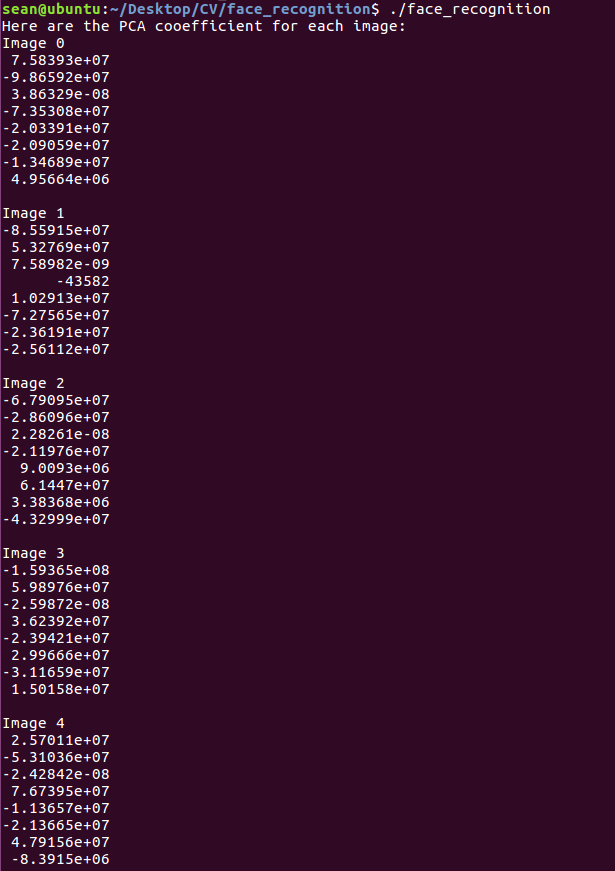 sean@ubuntu:~/Desktop/CV/face_recognition$ ./face_recognition
Here are the PCA cooefficient for each image:
Image 0
7.58393e+07
-9.86592e+07
3.86329e-08
-7.35308e+07
-2.03391e+07
-2.09059e+07
-1.34689e+07
4.95664e+06

Image 1
-8.55915e+07
5.32769e+07
7.58982e-09
-43582
1.02913e+07
-7.27565e+07
-2.36191e+07
-2.56112e+07

Image 2
-6.79095e+07
-2.86096e+07
2.28261e-08
-2.11976e+07
9.0093e+06
6.1447e+07
3.38368e+06
-4.32999e+07

Image 3
-1.59365e+08
5.98976e+07
-2.59872e-08
3.62392e+07
-2.39421e+07
2.99666e+07
-3.11659e+07
1.50158e+07

Image 4
2.57011e+07
-5.31036e+07
-2.42842e-08
7.67395e+07
-1.13657e+07
-2.13665e+07
4.79156e+07
-8.3915e+06